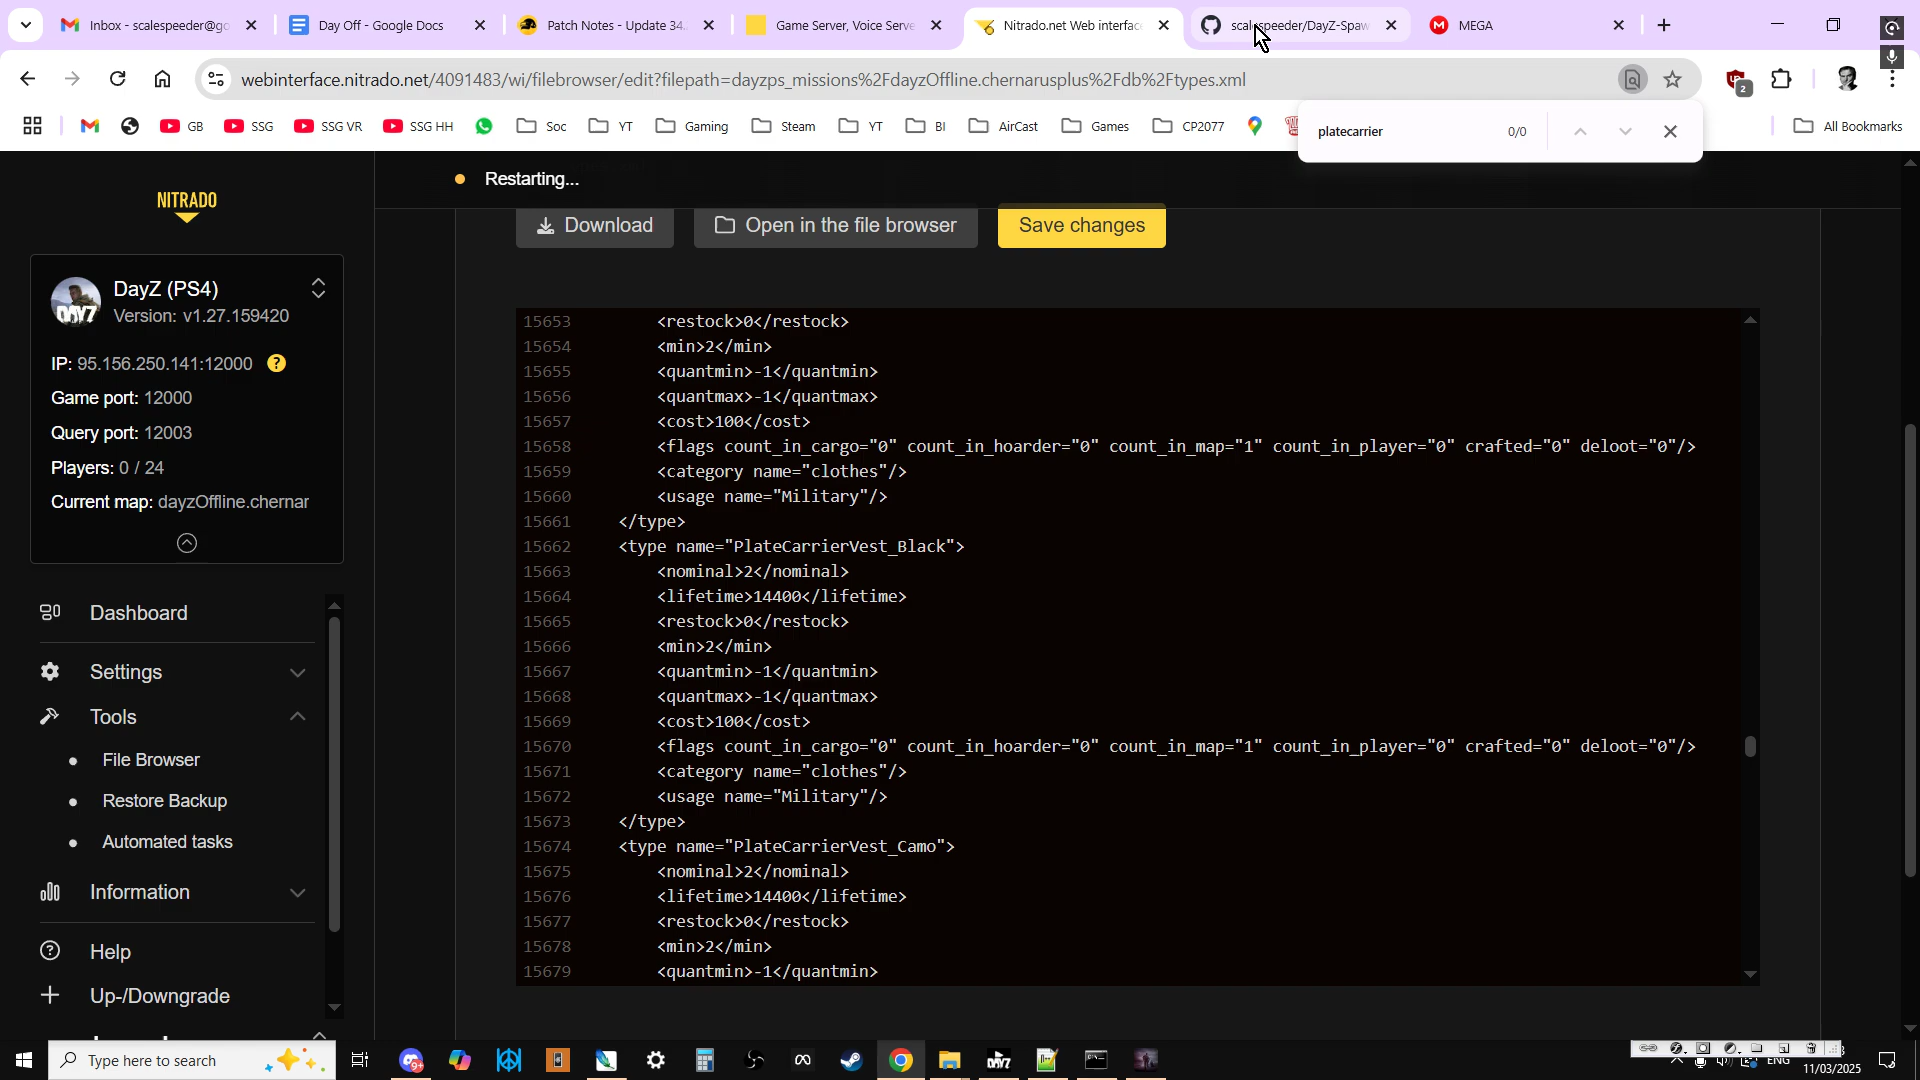 Inbox - scalespeeder@go
Day Off - Google Docs
Patch Notes - Update 34.
Game Server, Voice Serve
Nitrado.net Web interface
scalespeeder/DayZ-Spaw
MEGA
webinterface.nitrado.net/4091483/wi/filebrowser/edit?filepath=dayzps_missions%2FdayzOffline.chernarusplus%2Fdb%2Ftypes.xml
2
GB
SSG
SSG VR
SSG HH
Soc
YT
Gaming
Steam
YT
BI
AirCast
Games
CP2077
All Bookmarks
platecarrier
0/0
NITRADO
Restarting...
Download
Open in the file browser
Save changes
DayZ (PS4)
Version: v1.27.159420
IP: 95.156.250.141:12000
?
Game port: 12000
Query port: 12003
Players: 0 / 24
Current map: dayzOffline.chernar
Dashboard
Settings
Tools
File Browser
Restore Backup
Automated tasks
Information
Help
Up-/Downgrade
15653 <restock>0</restock>
15654 <min>2</min>
15655 <quantmin>-1</quantmin>
15656 <quantmax>-1</quantmax>
15657 <cost>100</cost>
15658 <flags count_in_cargo="0" count_in_hoarder="0" count_in_map="1" count_in_player="0" crafted="0" deloot="0"/>
15659 <category name="clothes"/>
15660 <usage name="Military"/>
15661 </type>
15662 <type name="PlateCarrierVest_Black">
15663 <nominal>2</nominal>
15664 <lifetime>14400</lifetime>
15665 <restock>0</restock>
15666 <min>2</min>
15667 <quantmin>-1</quantmin>
15668 <quantmax>-1</quantmax>
15669 <cost>100</cost>
15670 <flags count_in_cargo="0" count_in_hoarder="0" count_in_map="1" count_in_player="0" crafted="0" deloot="0"/>
15671 <category name="clothes"/>
15672 <usage name="Military"/>
15673 </type>
15674 <type name="PlateCarrierVest_Camo">
15675 <nominal>2</nominal>
15676 <lifetime>14400</lifetime>
15677 <restock>0</restock>
15678 <min>2</min>
15679 <quantmin>-1</quantmin>
Type here to search
DAYZ
ENG
11/03/2025